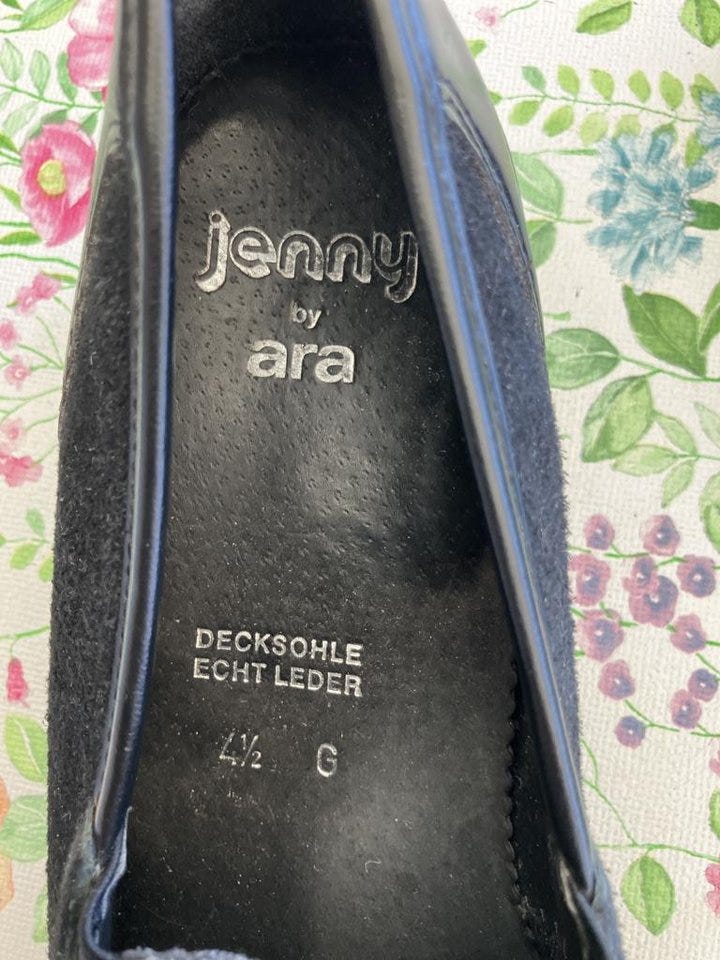 jenny
by
ara
DECKSOHLE
ECHT LEDER
4½ G